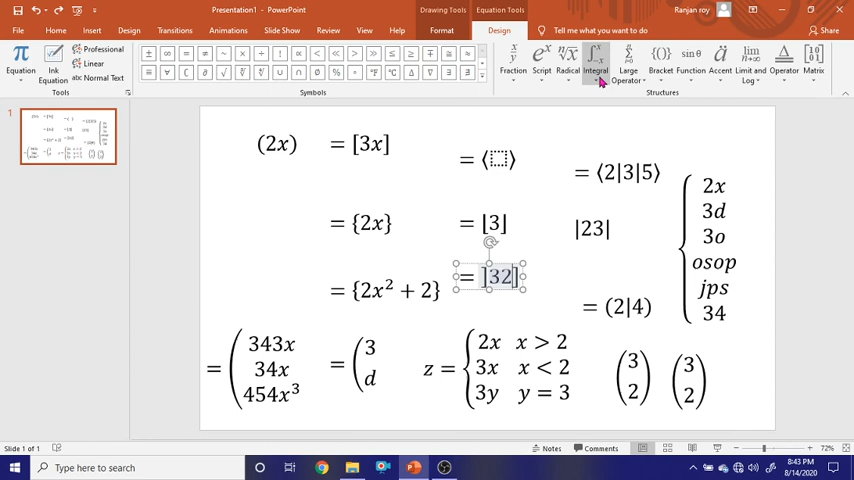 Presentation1 - PowerPoint
Drawing Tools
Equation Tools
Ranjan roy
File
Home
Insert
Draw
Design
Transitions
Animations
Slide Show
Review
View
Help
Format
Design
Tell me what you want to do
Share
Equation
Ink Equation
Professional
Linear
abc Normal Text
Tools
Symbols
Fraction
Script
Radical
Integral
Large Operator
Bracket
Function
Accent
Limit and Log
Operator
Matrix
Structures
1
(2x)
= [3x]
= ⟨⬚⟩
= ⟨2|3|5⟩
= {2x}
= ⌊3⌋
|23|
= ]32]
= {2x² + 2}
= (2|4)
{
2x
3d
3o
osop
jps
34
= (
343x
34x
454x³
= (
3
d
z = {
2x x > 2
3x x < 2
3y y = 3
(3
2)
(3
2)
Slide 1 of 1
Notes
Comments
72%
Type here to search
8:43 PM
8/14/2020